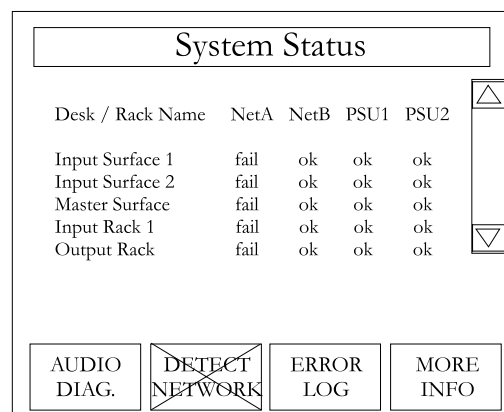 System Status
Desk / Rack Name NetA NetB PSU1 PSU2
Input Surface 1 fail ok ok ok
Input Surface 2 fail ok ok ok
Master Surface fail ok ok ok
Input Rack 1 fail ok ok ok
Output Rack fail ok ok ok
AUDIO DETECT ERROR MORE
DIAG. NETWORK LOG INFO